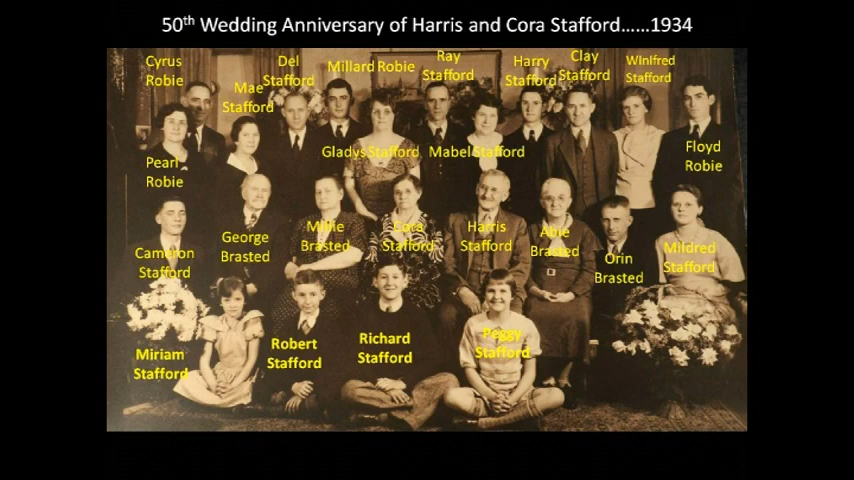 50th Wedding Anniversary of Harris and Cora Stafford......1934
Cyrus
Robie
Mae
Stafford
Del
Stafford
Millard Robie
Ray
Stafford
Harry
Stafford
Clay
Stafford
Winifred
Stafford
Pearl
Robie
Gladys Stafford
Mabel Stafford
Floyd
Robie
Cameron
Stafford
George
Brasted
Millie
Brasted
Cora
Stafford
Harris
Stafford
Abie
Brasted
Orin
Brasted
Mildred
Stafford
Miriam
Stafford
Robert
Stafford
Richard
Stafford
Peggy
Stafford